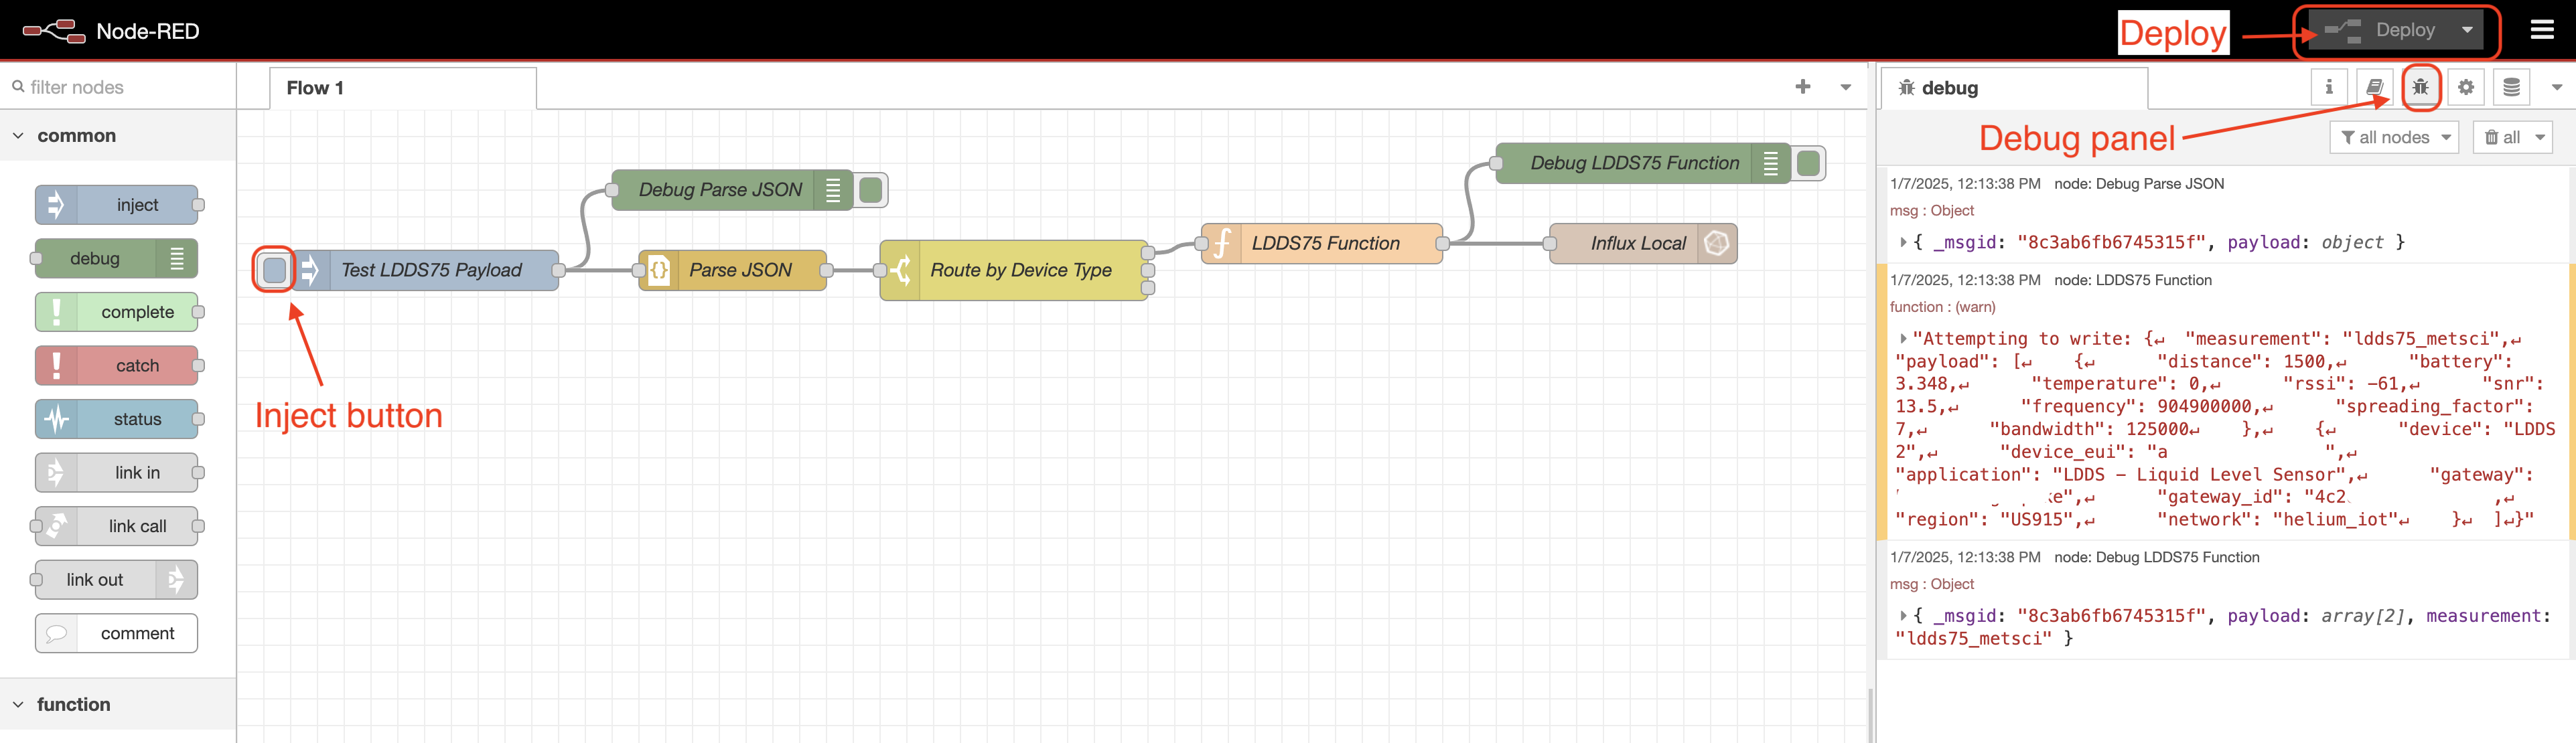 Node-RED
Deploy
Deploy
filter nodes
Flow 1
debug
common
Debug panel
all nodes
all
inject
debug
complete
catch
status
link in
link call
link out
comment
function
Test LDDS75 Payload
Debug Parse JSON
Parse JSON
Route by Device Type
LDDS75 Function
Debug LDDS75 Function
Influx Local
Inject button
1/7/2025, 12:13:38 PM node: Debug Parse JSON
msg : Object
{ _msgid: "8c3ab6fb6745315f", payload: object }
1/7/2025, 12:13:38 PM node: LDDS75 Function
function : (warn)
"Attempting to write: {↵ "measurement": "ldds75_metsci",↵
"payload": [↵ {↵ "distance": 1500,↵ "battery":
3.348,↵ "temperature": 0,↵ "rssi": -61,↵ "snr":
13.5,↵ "frequency": 904900000,↵ "spreading_factor":
7,↵ "bandwidth": 125000↵ },↵ {↵ "device": "LDDS
2",↵ "device_eui": "a ",↵
"application": "LDDS - Liquid Level Sensor",↵ "gateway":
ke",↵ "gateway_id": "4c2 ,↵
"region": "US915",↵ "network": "helium_iot"↵ }↵ ]↵}"
1/7/2025, 12:13:38 PM node: Debug LDDS75 Function
msg : Object
{ _msgid: "8c3ab6fb6745315f", payload: array[2], measurement:
"ldds75_metsci" }